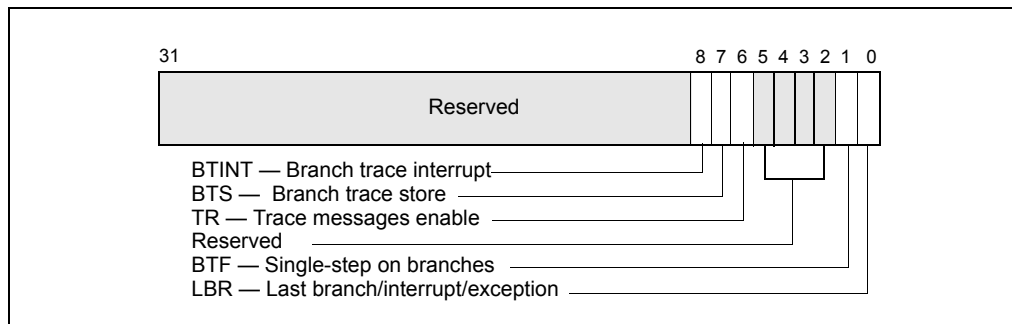 31 8 7 6 5 4 3 2 1 0
Reserved
BTINT — Branch trace interrupt
BTS — Branch trace store
TR — Trace messages enable
Reserved
BTF — Single-step on branches
LBR — Last branch/interrupt/exception